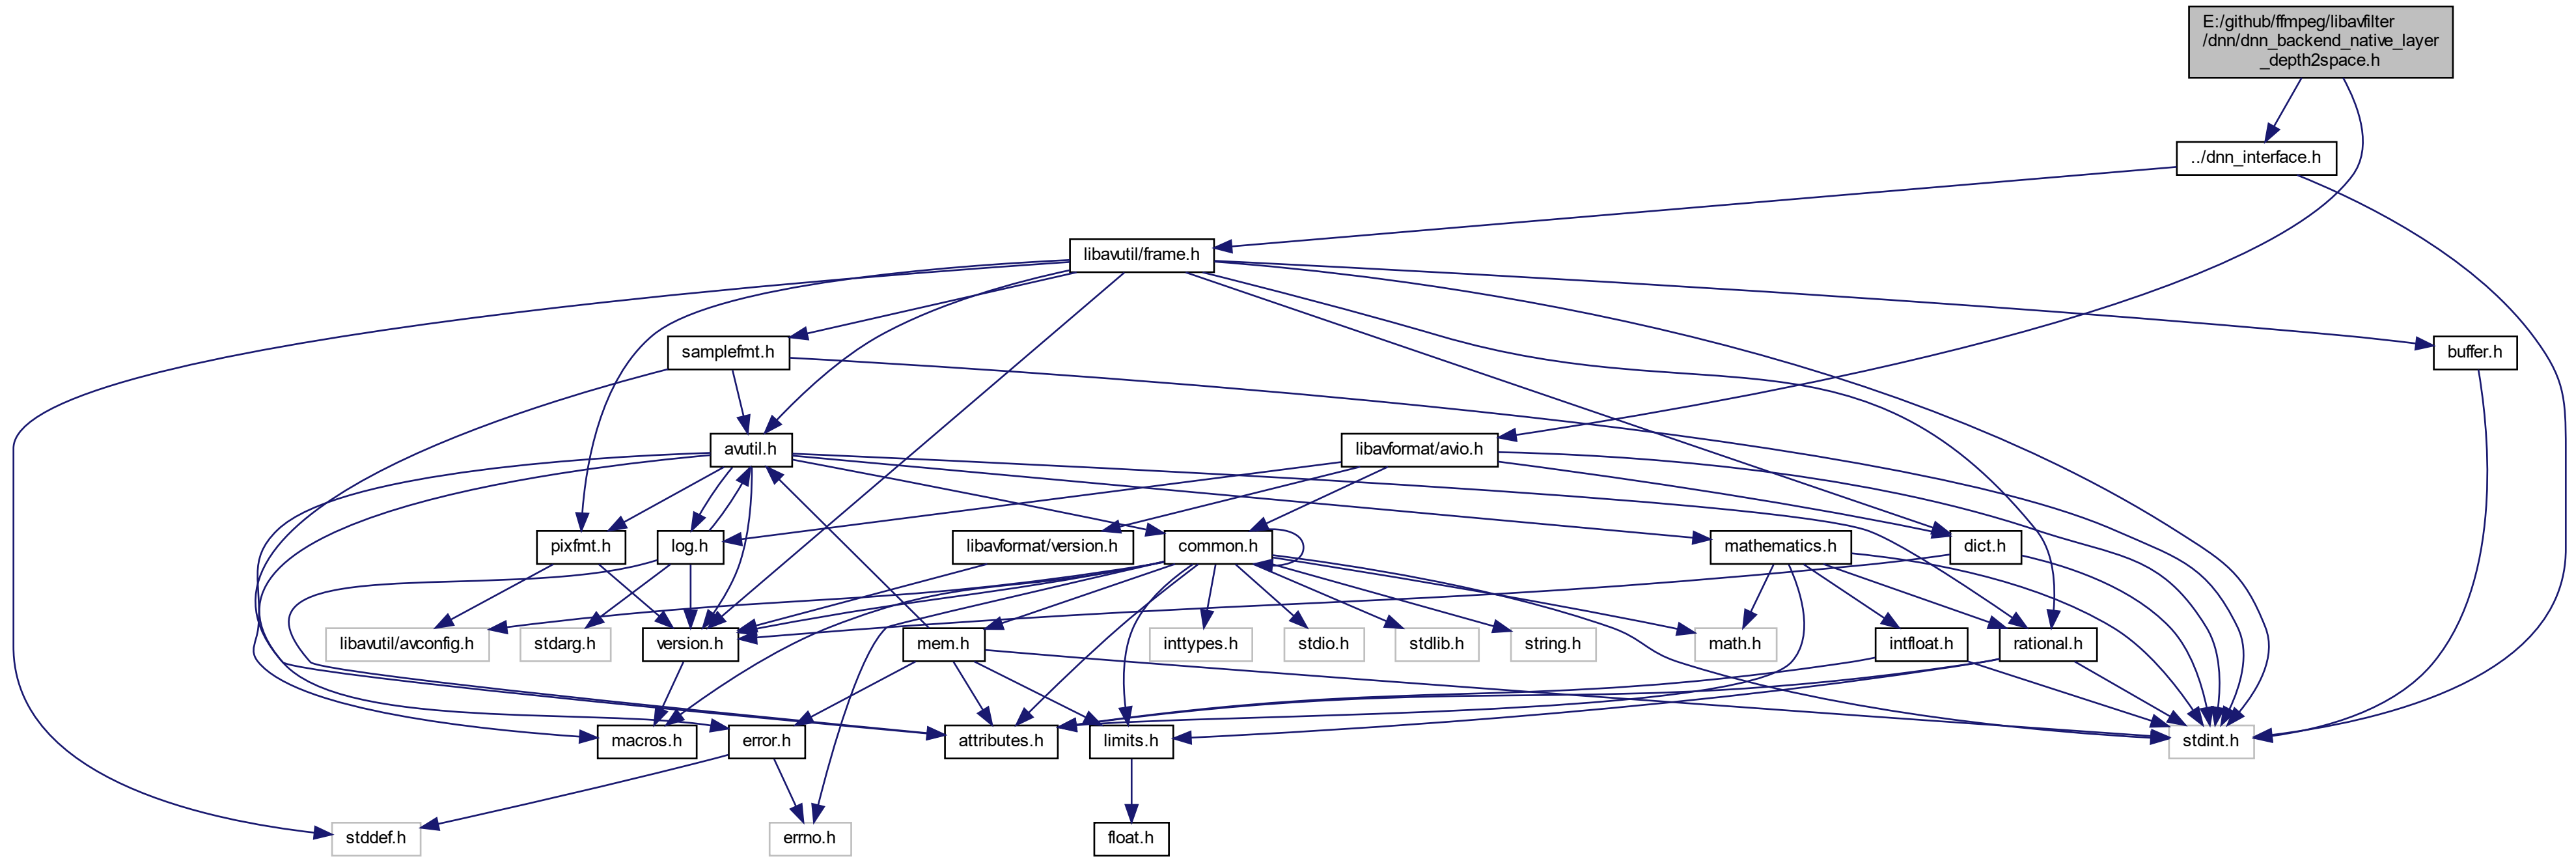 E:/github/ffmpeg/libavfilter
/dnn/dnn_backend_native_layer
_depth2space.h
../dnn_interface.h
libavutil/frame.h
samplefmt.h
buffer.h
avutil.h
libavformat/avio.h
pixfmt.h
log.h
libavformat/version.h
common.h
mathematics.h
dict.h
libavutil/avconfig.h
stdarg.h
version.h
mem.h
inttypes.h
stdio.h
stdlib.h
string.h
math.h
intfloat.h
rational.h
macros.h
error.h
attributes.h
limits.h
stdint.h
stddef.h
errno.h
float.h